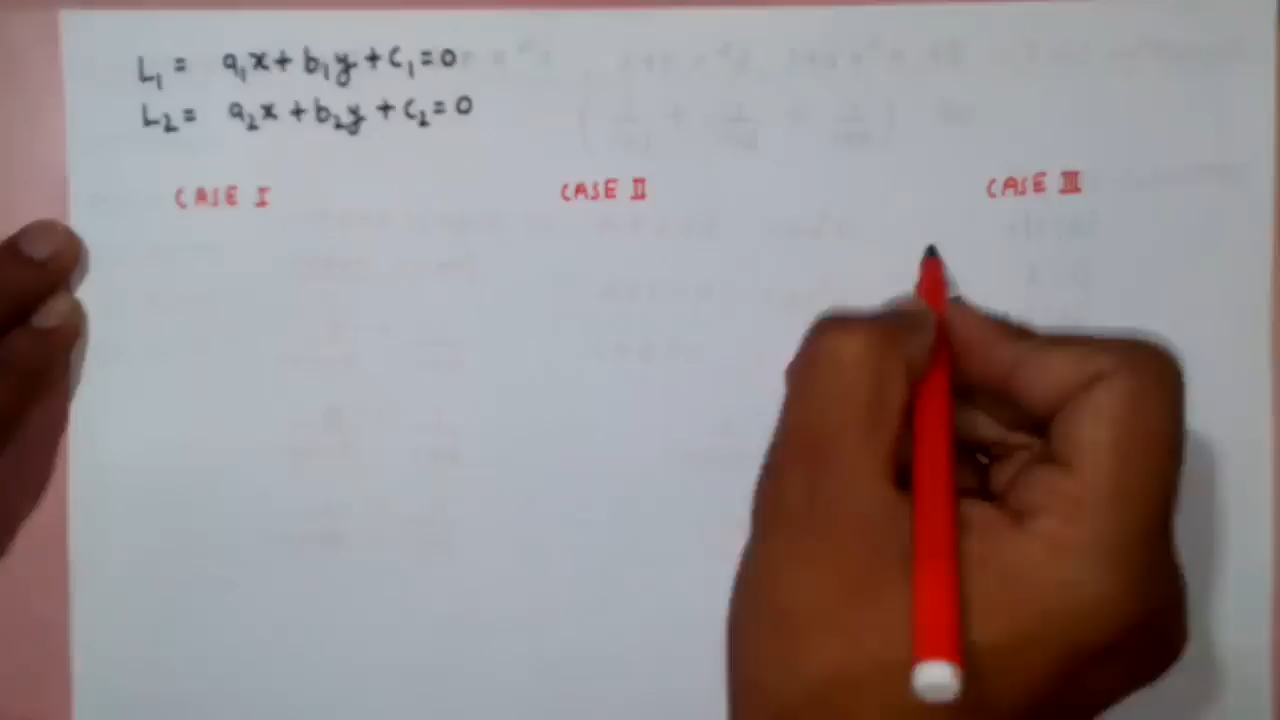 L₁ = a₁x + b₁y + c₁ = 0
L₂ = a₂x + b₂y + c₂ = 0
CASE I CASE II CASE III